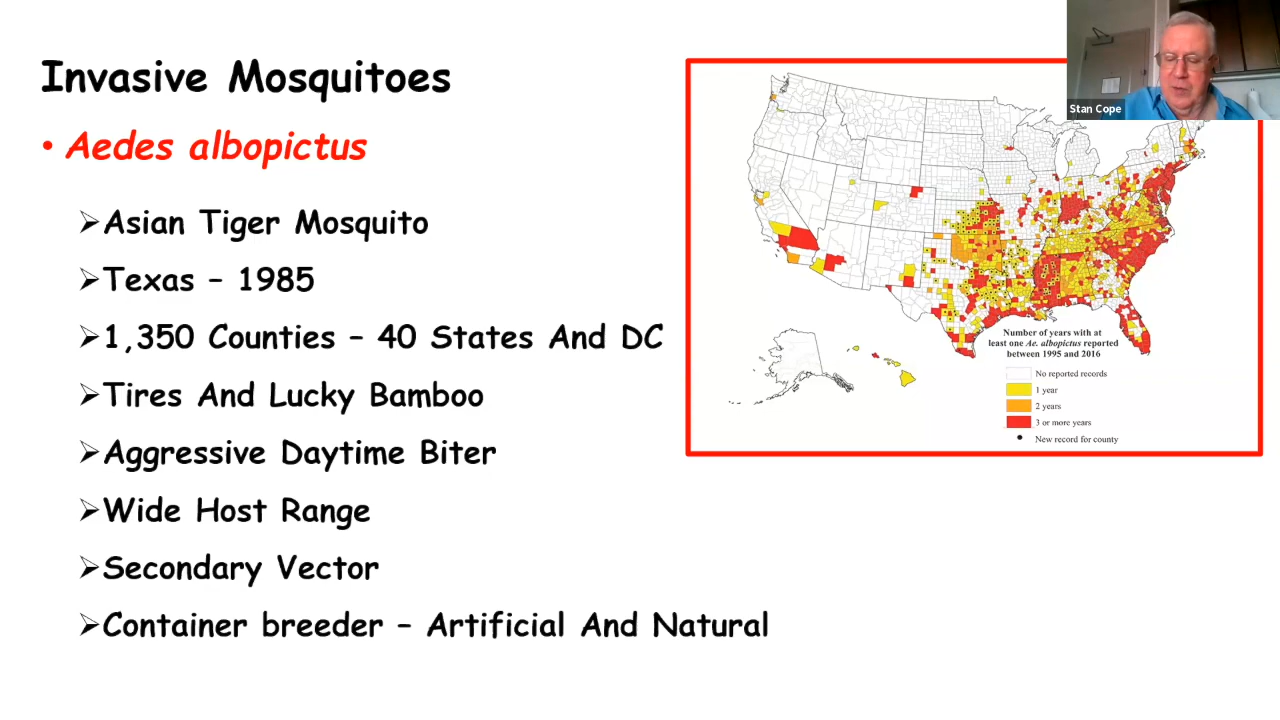 Invasive Mosquitoes
• Aedes albopictus
➢Asian Tiger Mosquito
➢Texas – 1985
➢1,350 Counties – 40 States And DC
➢Tires And Lucky Bamboo
➢Aggressive Daytime Biter
➢Wide Host Range
➢Secondary Vector
➢Container breeder – Artificial And Natural
Stan Cope
Number of years with at
least one Ae. albopictus reported
between 1995 and 2016
No reported records
1 year
2 years
3 or more years
New record for county